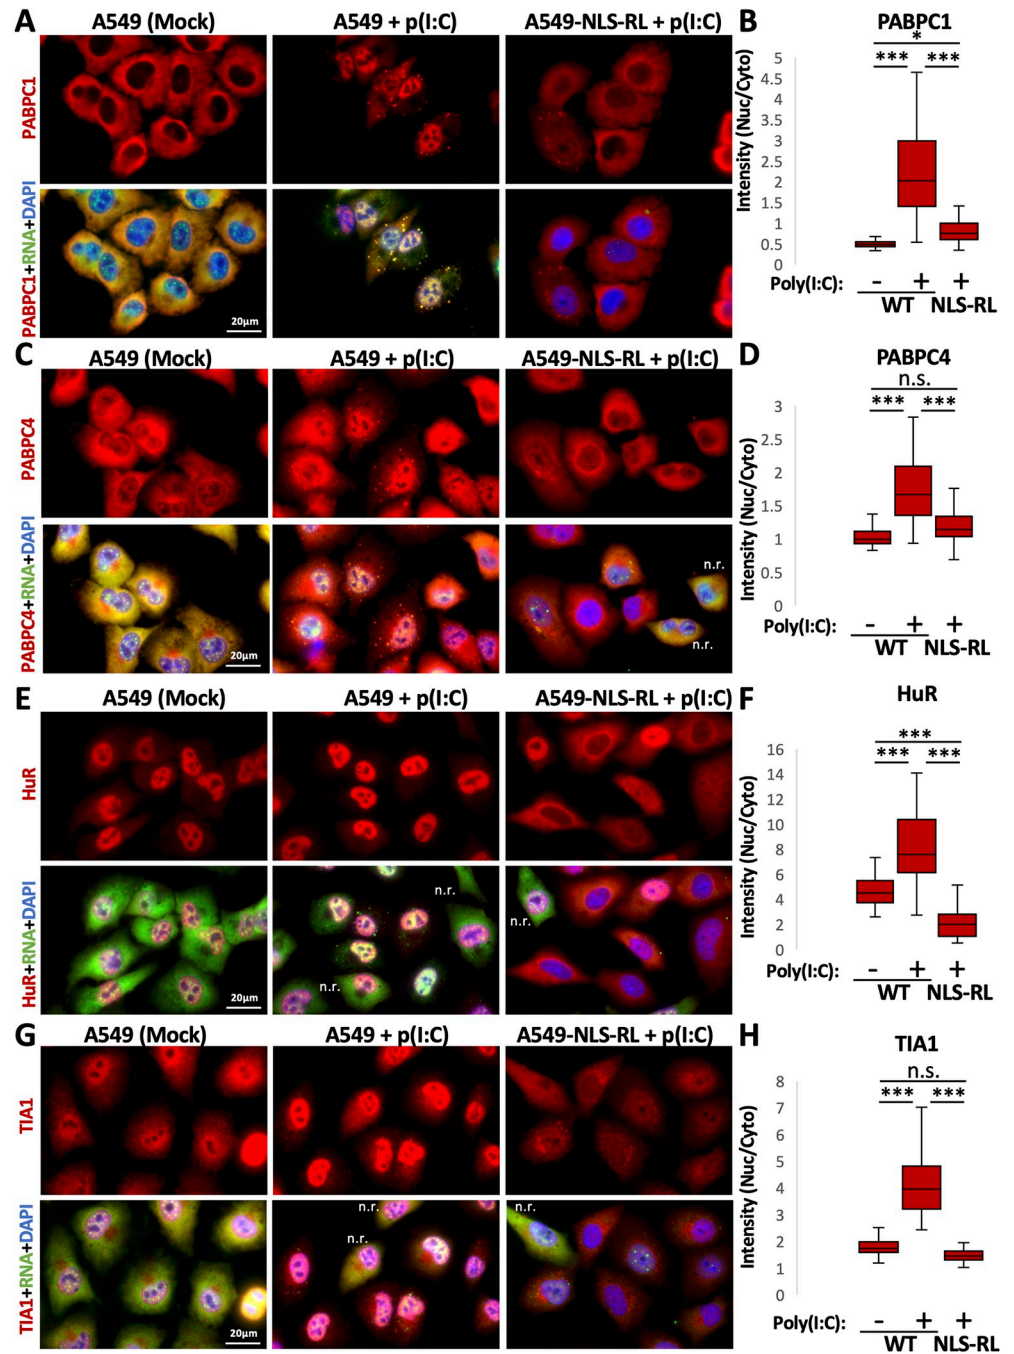 A
A549 (Mock)
A549 + p(I:C)
A549-NLS-RL + p(I:C)
PABPC1
PABPC1+RNA+DAPI
20µm
B
PABPC1
*
*** ***
Intensity (Nuc/Cyto)
5
4.5
4
3.5
3
2.5
2
1.5
1
0.5
0
Poly(I:C): - + +
WT NLS-RL
C
A549 (Mock)
A549 + p(I:C)
A549-NLS-RL + p(I:C)
PABPC4
PABPC4+RNA+DAPI
20µm
n.r.
n.r.
D
PABPC4
n.s.
*** ***
Intensity (Nuc/Cyto)
3
2.5
2
1.5
1
0.5
0
Poly(I:C): - + +
WT NLS-RL
E
A549 (Mock)
A549 + p(I:C)
A549-NLS-RL + p(I:C)
HuR
HuR+RNA+DAPI
20µm
n.r.
n.r.
n.r.
F
HuR
***
*** ***
Intensity (Nuc/Cyto)
16
14
12
10
8
6
4
2
0
Poly(I:C): - + +
WT NLS-RL
G
A549 (Mock)
A549 + p(I:C)
A549-NLS-RL + p(I:C)
TIA1
TIA1+RNA+DAPI
20µm
n.r.
n.r.
n.r.
H
TIA1
n.s.
*** ***
Intensity (Nuc/Cyto)
8
7
6
5
4
3
2
1
0
Poly(I:C): - + +
WT NLS-RL